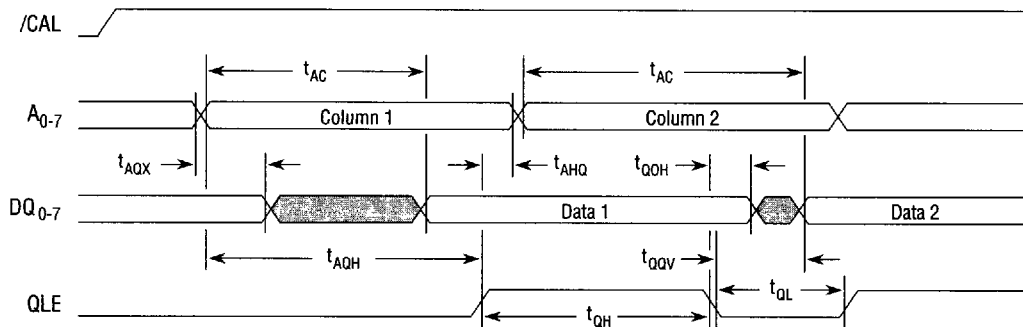 /CAL
t_AC t_AC
A_0-7 Column 1 Column 2
t_AQX t_AHQ t_QOH
DQ_0-7 Data 1 Data 2
t_AQH t_QQV
t_QL
QLE
t_QH